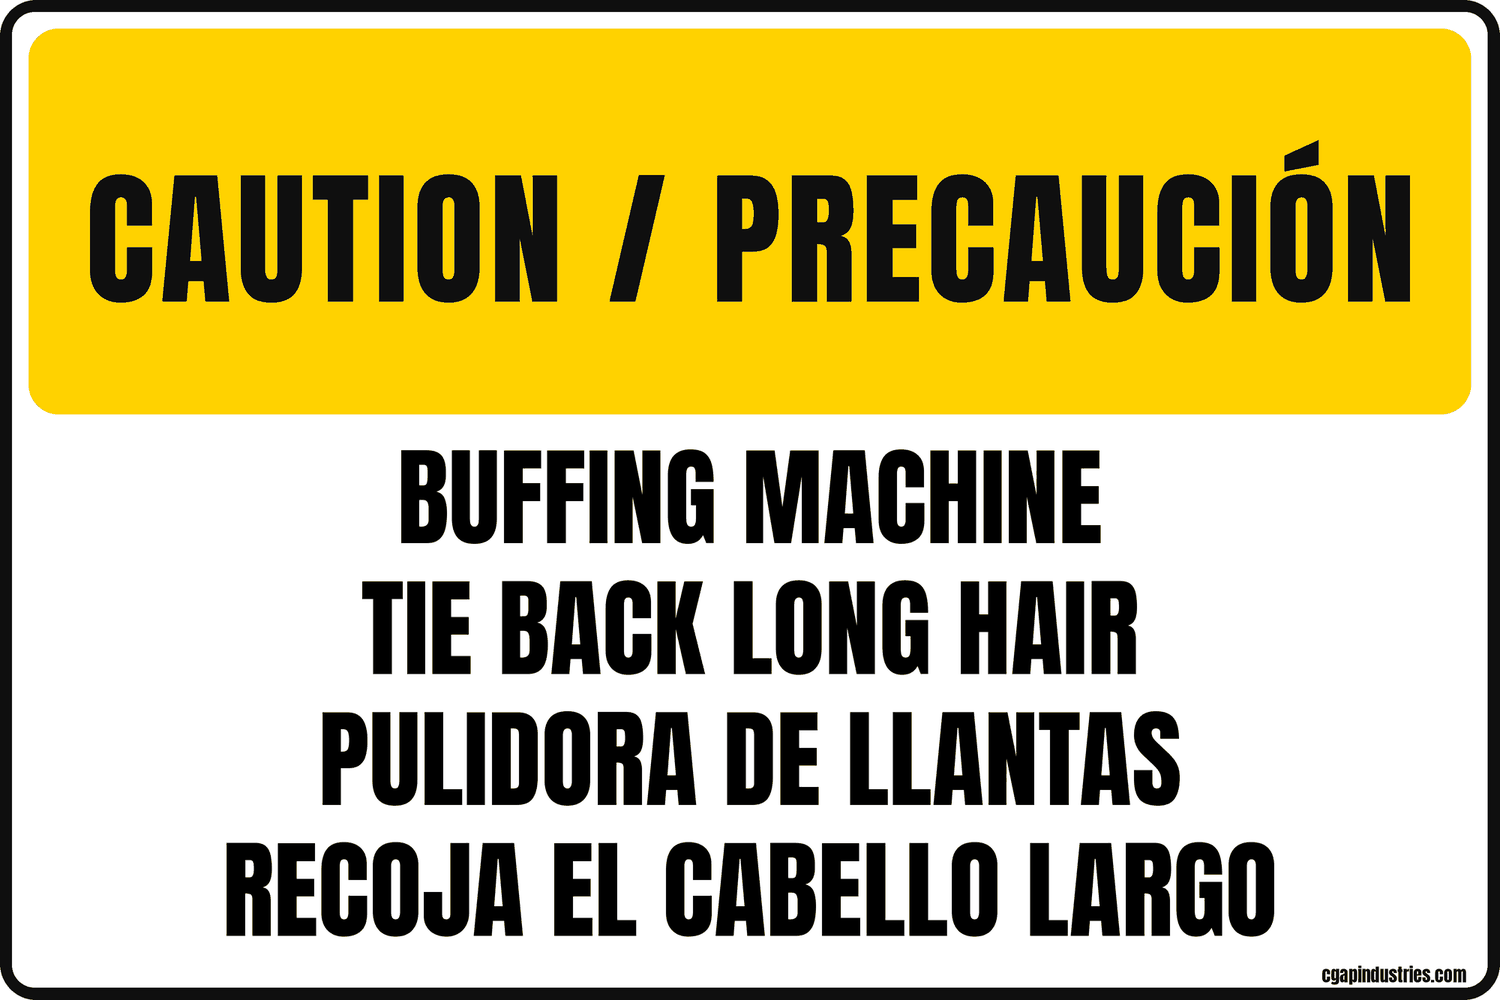 CAUTION / PRECAUCIÓN
BUFFING MACHINE
TIE BACK LONG HAIR
PULIDORA DE LLANTAS
RECOJA EL CABELLO LARGO
cgapindustries.com